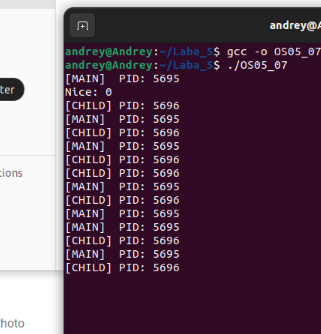 andrey@A
ter
tions
hoto
andrey@Andrey:~/Laba_5$ gcc -o OS05_07
andrey@Andrey:~/Laba_5$ ./OS05_07
[MAIN]  PID: 5695
Nice: 0
[CHILD] PID: 5696
[MAIN]  PID: 5695
[CHILD] PID: 5696
[MAIN]  PID: 5695
[CHILD] PID: 5696
[CHILD] PID: 5696
[MAIN]  PID: 5695
[CHILD] PID: 5696
[MAIN]  PID: 5695
[MAIN]  PID: 5695
[CHILD] PID: 5696
[MAIN]  PID: 5695
[CHILD] PID: 5696